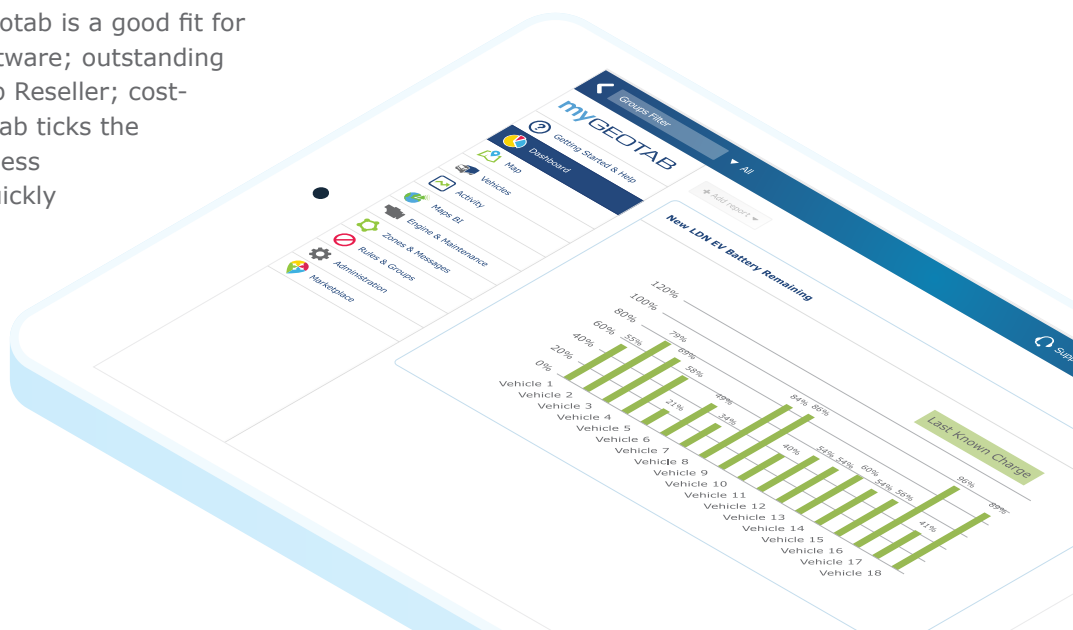 otab is a good fit for
tware; outstanding
o Reseller; cost-
tab ticks the
ess
uickly
Groups Filter
All
myGEOTAB
Getting Started & Help
Dashboard
Map
Vehicles
Activity
Maps BI
Engine & Maintenance
Zones & Messages
Rules & Groups
Administration
Marketplace
+ Add report
Supp
New LDN EV Battery Remaining
Last Known Charge
120%
100%
80%
60%
40%
20%
0%
55%
79%
69%
58%
21%
49%
34%
84%
86%
40%
54%
54%
60%
54%
56%
41%
96%
89%
Vehicle 1
Vehicle 2
Vehicle 3
Vehicle 4
Vehicle 5
Vehicle 6
Vehicle 7
Vehicle 8
Vehicle 9
Vehicle 10
Vehicle 11
Vehicle 12
Vehicle 13
Vehicle 14
Vehicle 15
Vehicle 16
Vehicle 17
Vehicle 18